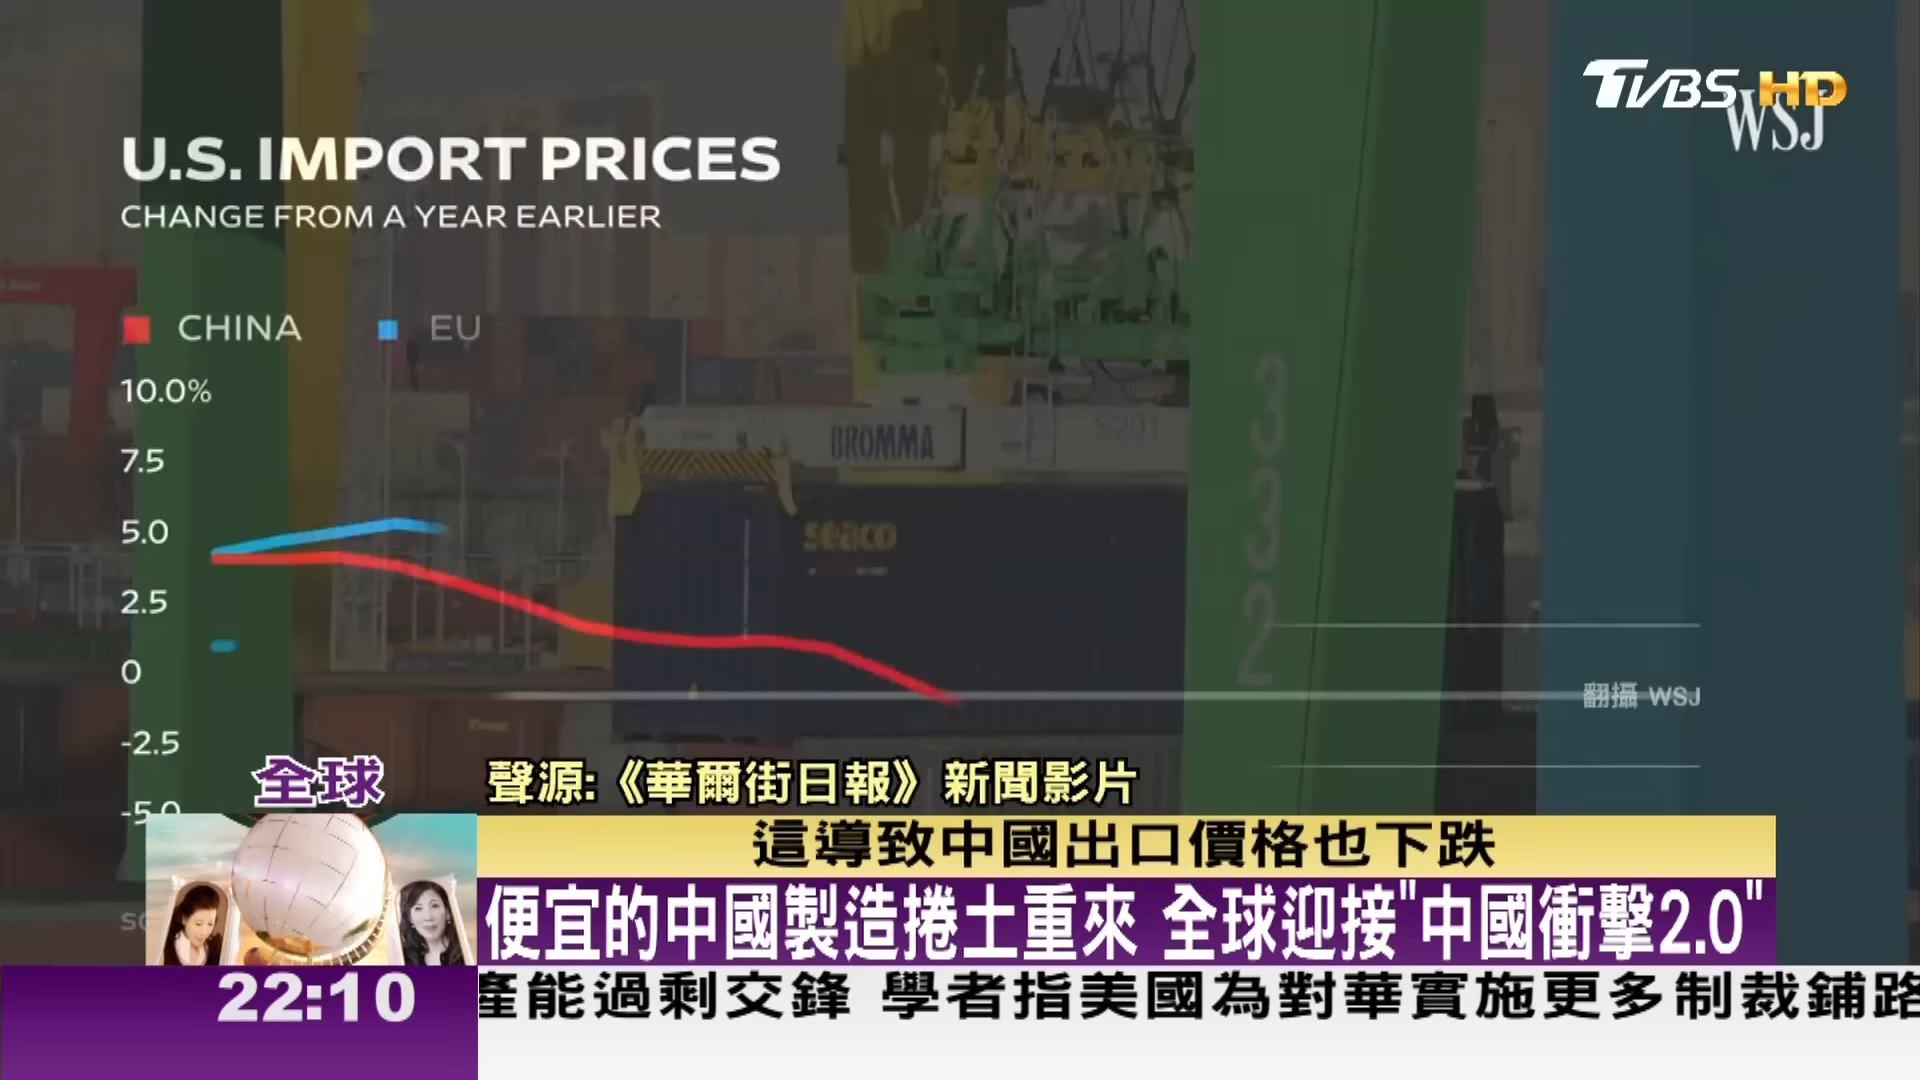 TVBS HD
WSJ
U.S. IMPORT PRICES
CHANGE FROM A YEAR EARLIER
CHINA
EU
10.0%
7.5
5.0
2.5
0
-2.5
-5.0
BROMMA
S201
seaco
332
翻攝 WSJ
全球
聲源:《華爾街日報》新聞影片
這導致中國出口價格也下跌
便宜的中國製造捲土重來 全球迎接"中國衝擊2.0"
22:10
產能過剩交鋒 學者指美國為對華實施更多制裁鋪路